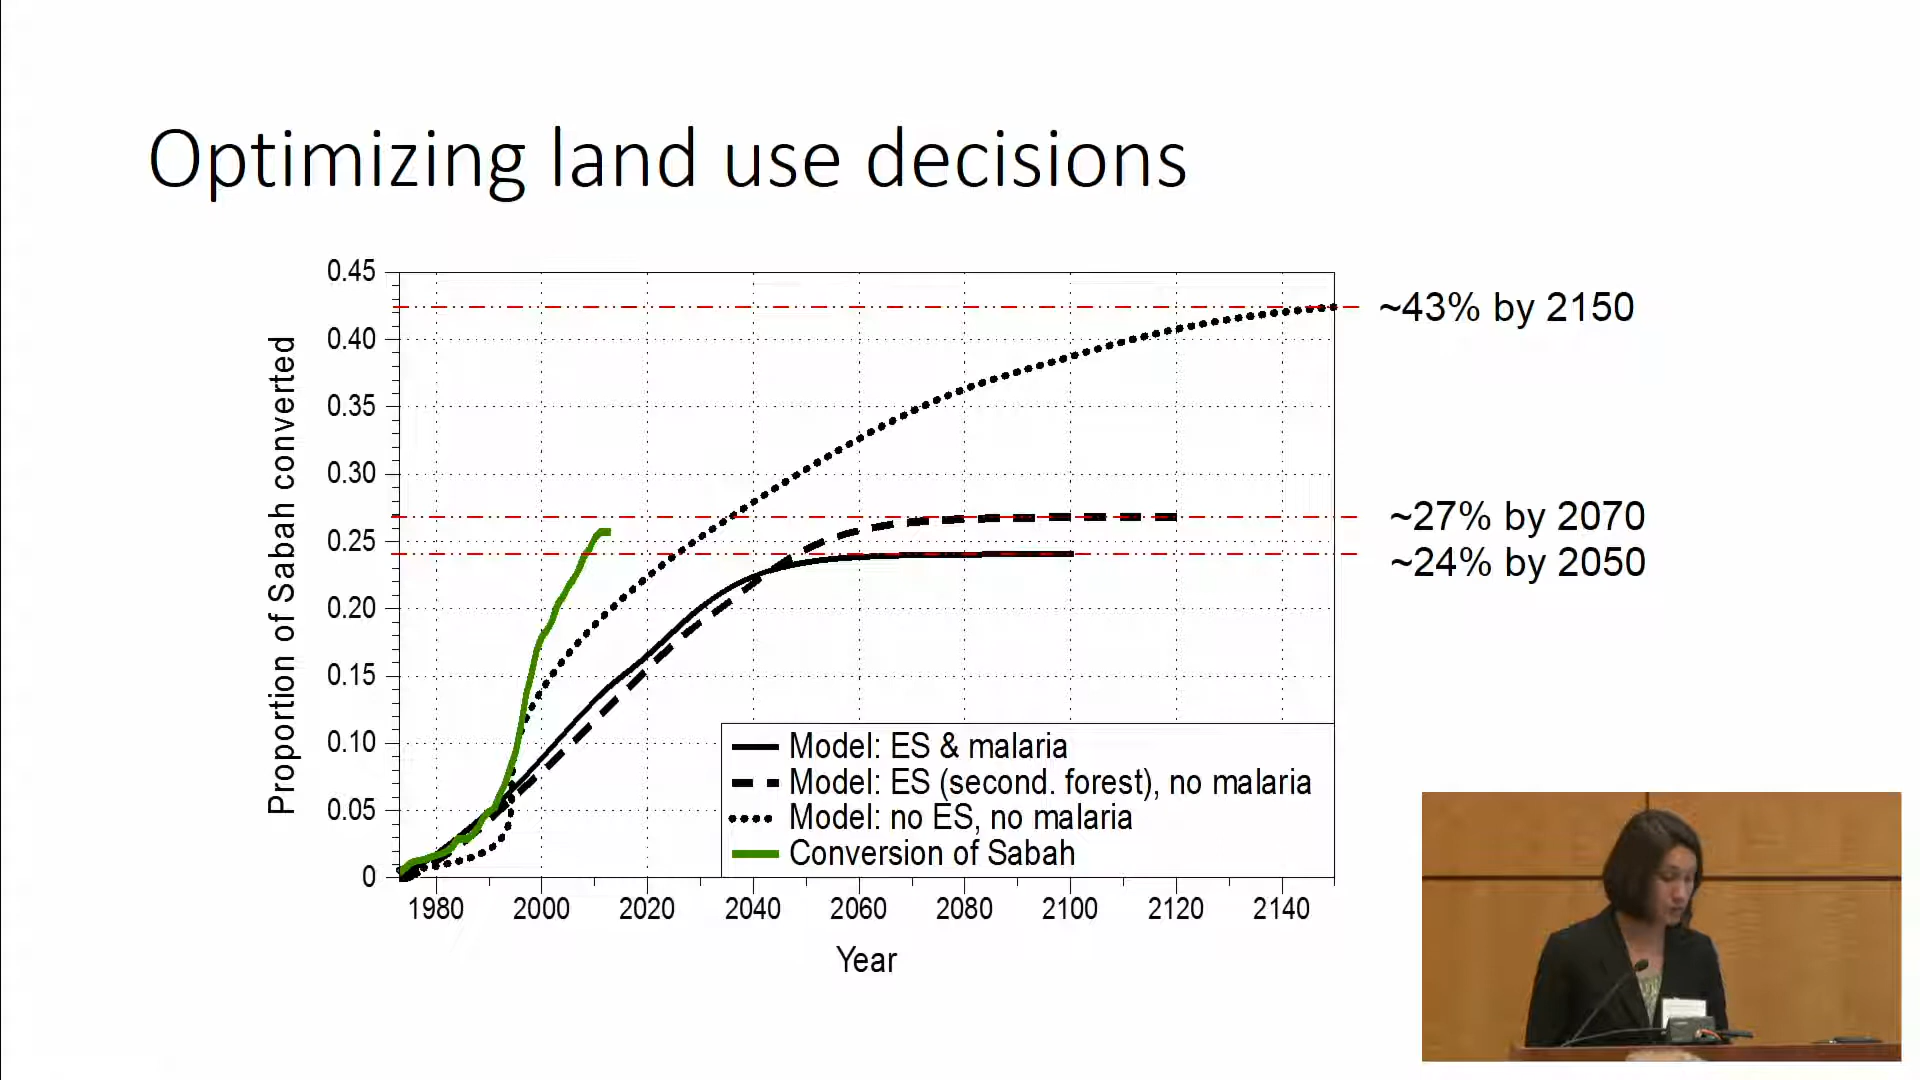 Optimizing land use decisions
0.45
0.40
0.35
0.30
0.25
0.20
0.15
0.10
0.05
0
Proportion of Sabah converted
~43% by 2150
~27% by 2070
~24% by 2050
Model: ES & malaria
Model: ES (second. forest), no malaria
Model: no ES, no malaria
Conversion of Sabah
1980 2000 2020 2040 2060 2080 2100 2120 2140
Year